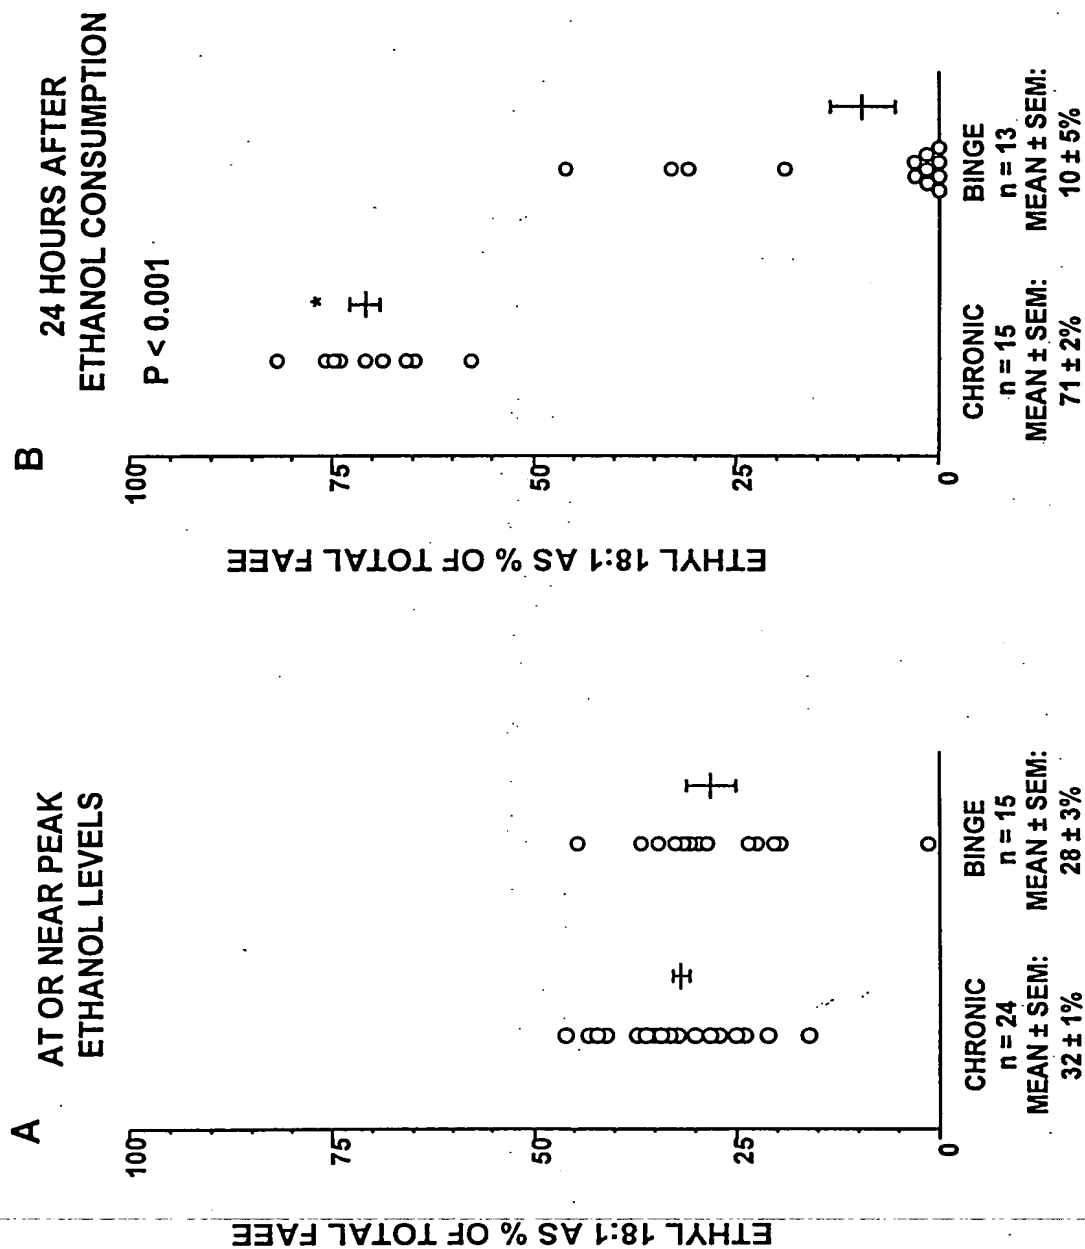 A
AT OR NEAR PEAK
ETHANOL LEVELS
ETHYL 18:1 AS % OF TOTAL FAEE
100
75
50
25
0
CHRONIC
n = 24
MEAN ± SEM:
32 ± 1%
BINGE
n = 15
MEAN ± SEM:
28 ± 3%
B
24 HOURS AFTER
ETHANOL CONSUMPTION
P < 0.001
*
ETHYL 18:1 AS % OF TOTAL FAEE
100
75
50
25
0
CHRONIC
n = 15
MEAN ± SEM:
71 ± 2%
BINGE
n = 13
MEAN ± SEM:
10 ± 5%